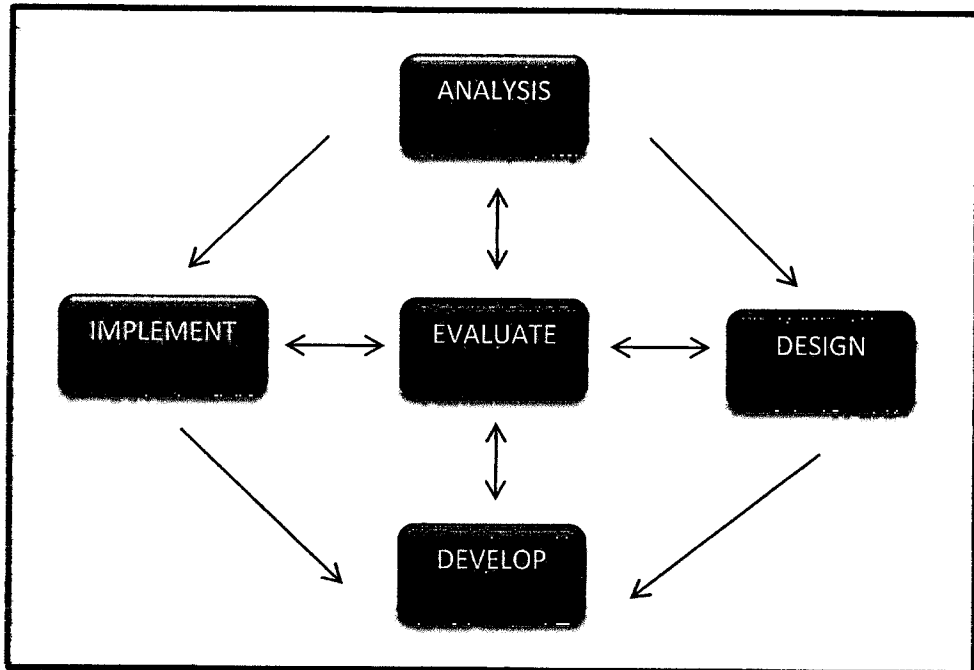 ANALYSIS
IMPLEMENT
EVALUATE
DESIGN
DEVELOP